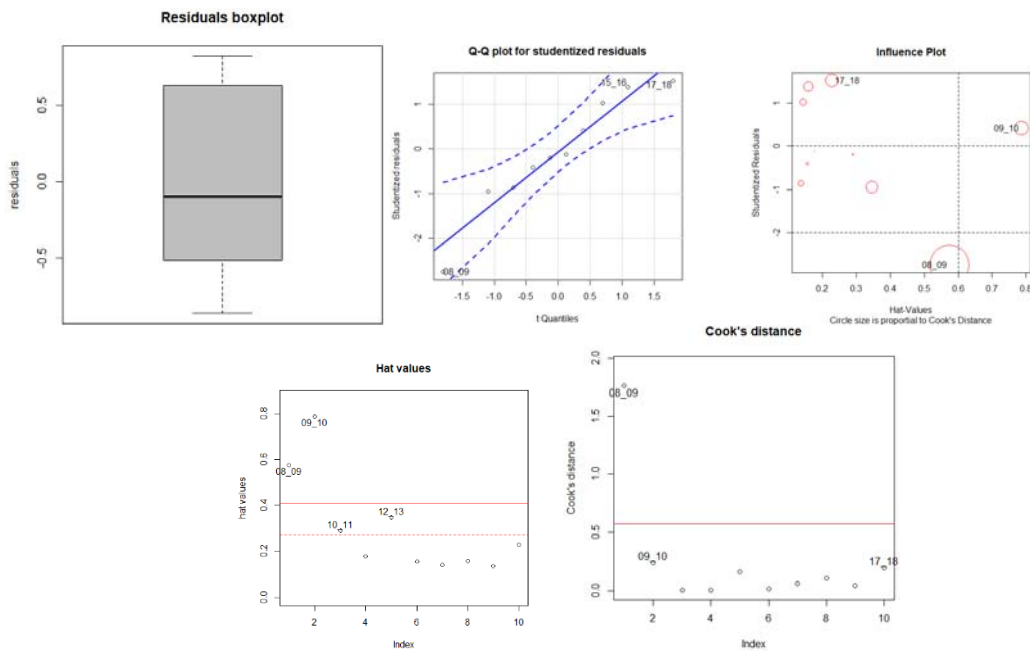 Residuals boxplot
residuals
0.5
0.0
-0.5
Q-Q plot for studentized residuals
Studentized residuals
1
0
-1
-2
15_16
17_18
08_09
-1.5 -1.0 -0.5 0.0 0.5 1.0 1.5
t Quantiles
Influence Plot
Studentized Residuals
1
0
-1
-2
17_18
09_10
08_09
0.2 0.3 0.4 0.5 0.6 0.7 0.8
Hat-Values
Circle size is proportial to Cook's Distance
Hat values
hat values
0.8
0.6
0.4
0.2
0.0
09_10
08_09
12_13
10_11
2 4 6 8 10
Index
Cook's distance
Cook's distance
2.0
1.5
1.0
0.5
0.0
08_09
09_10
17_18
2 4 6 8 10
Index